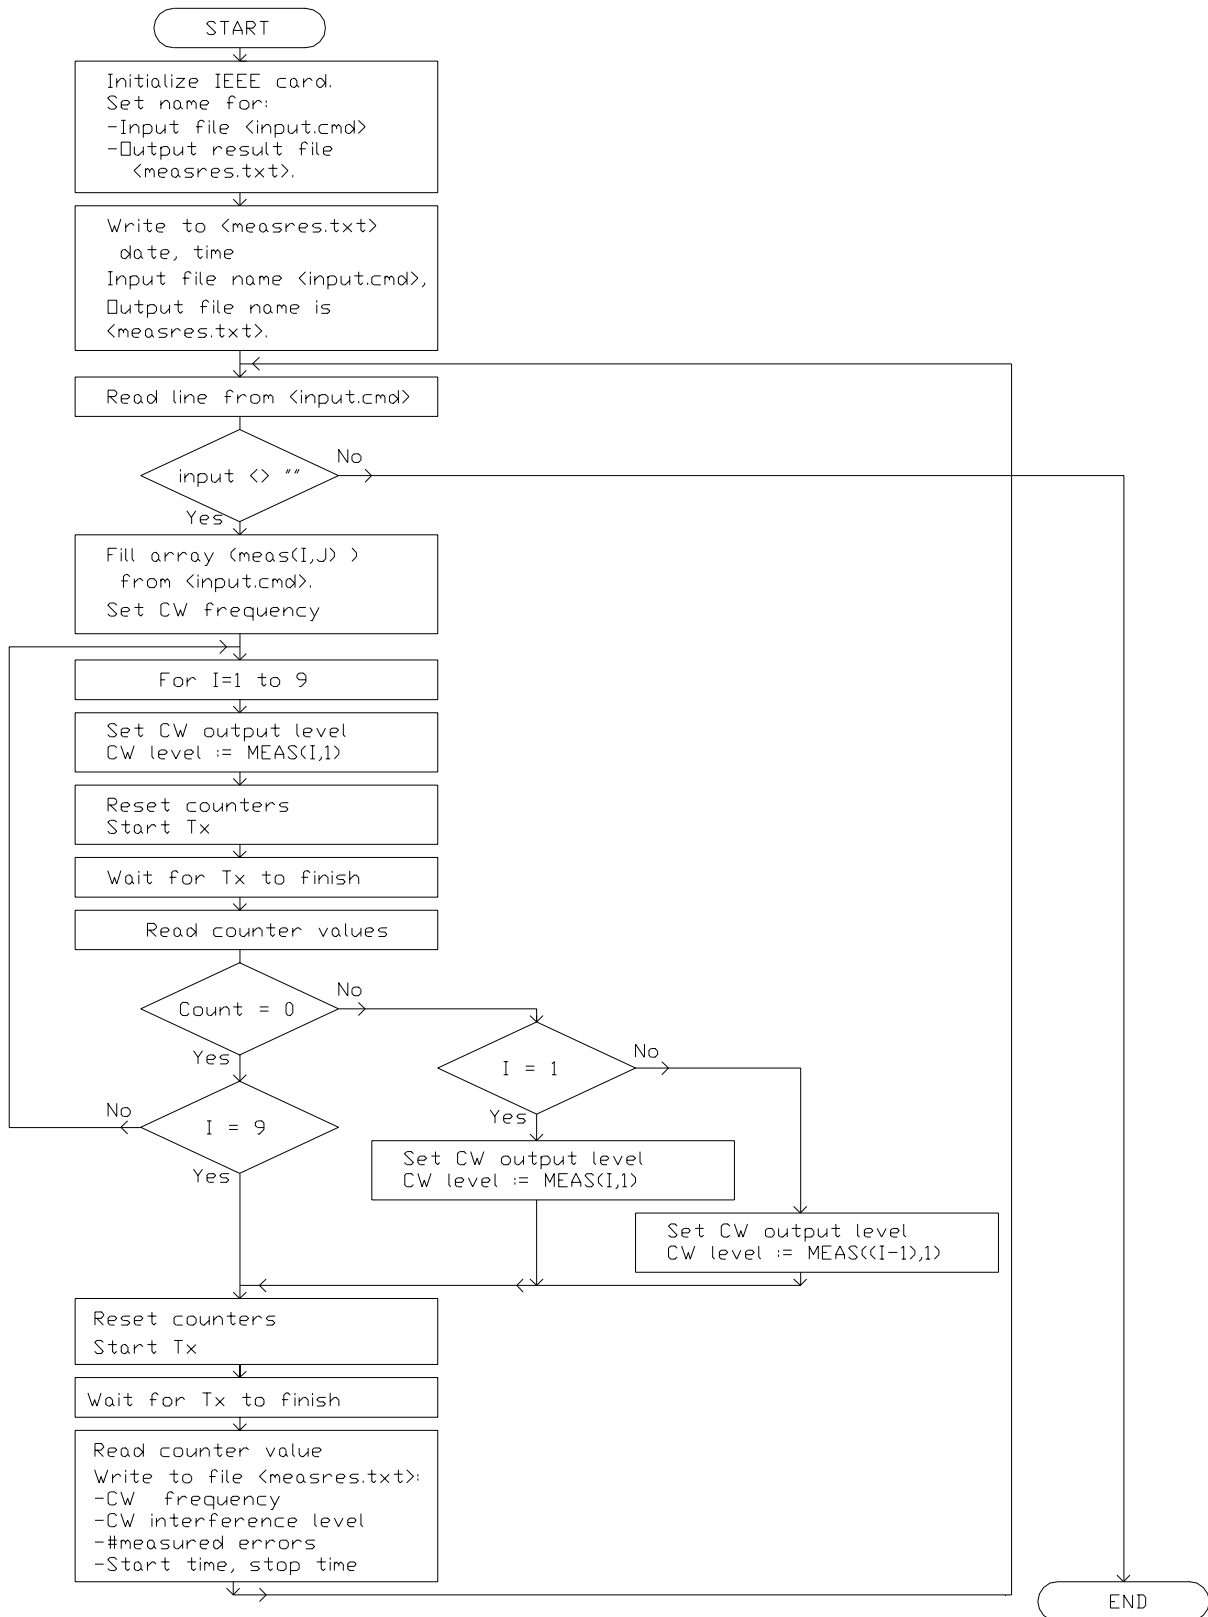 START
Initialize IEEE card.
Set name for:
-Input file <input.cmd>
-Output result file
<measres.txt>.
Write to <measres.txt>
date, time
Input file name <input.cmd>,
Output file name is
<measres.txt>.
Read line from <input.cmd>
input <> ""
No
Yes
Fill array (meas(I,J) )
from <input.cmd>.
Set CW frequency
For I=1 to 9
Set CW output level
CW level := MEAS(I,1)
Reset counters
Start Tx
Wait for Tx to finish
Read counter values
Count = 0
No
Yes
I = 1
No
Yes
I = 9
No
Yes
Set CW output level
CW level := MEAS(I,1)
Set CW output level
CW level := MEAS((I-1),1)
Reset counters
Start Tx
Wait for Tx to finish
Read counter value
Write to file <measres.txt>:
-CW frequency
-CW interference level
-#measured errors
-Start time, stop time
END